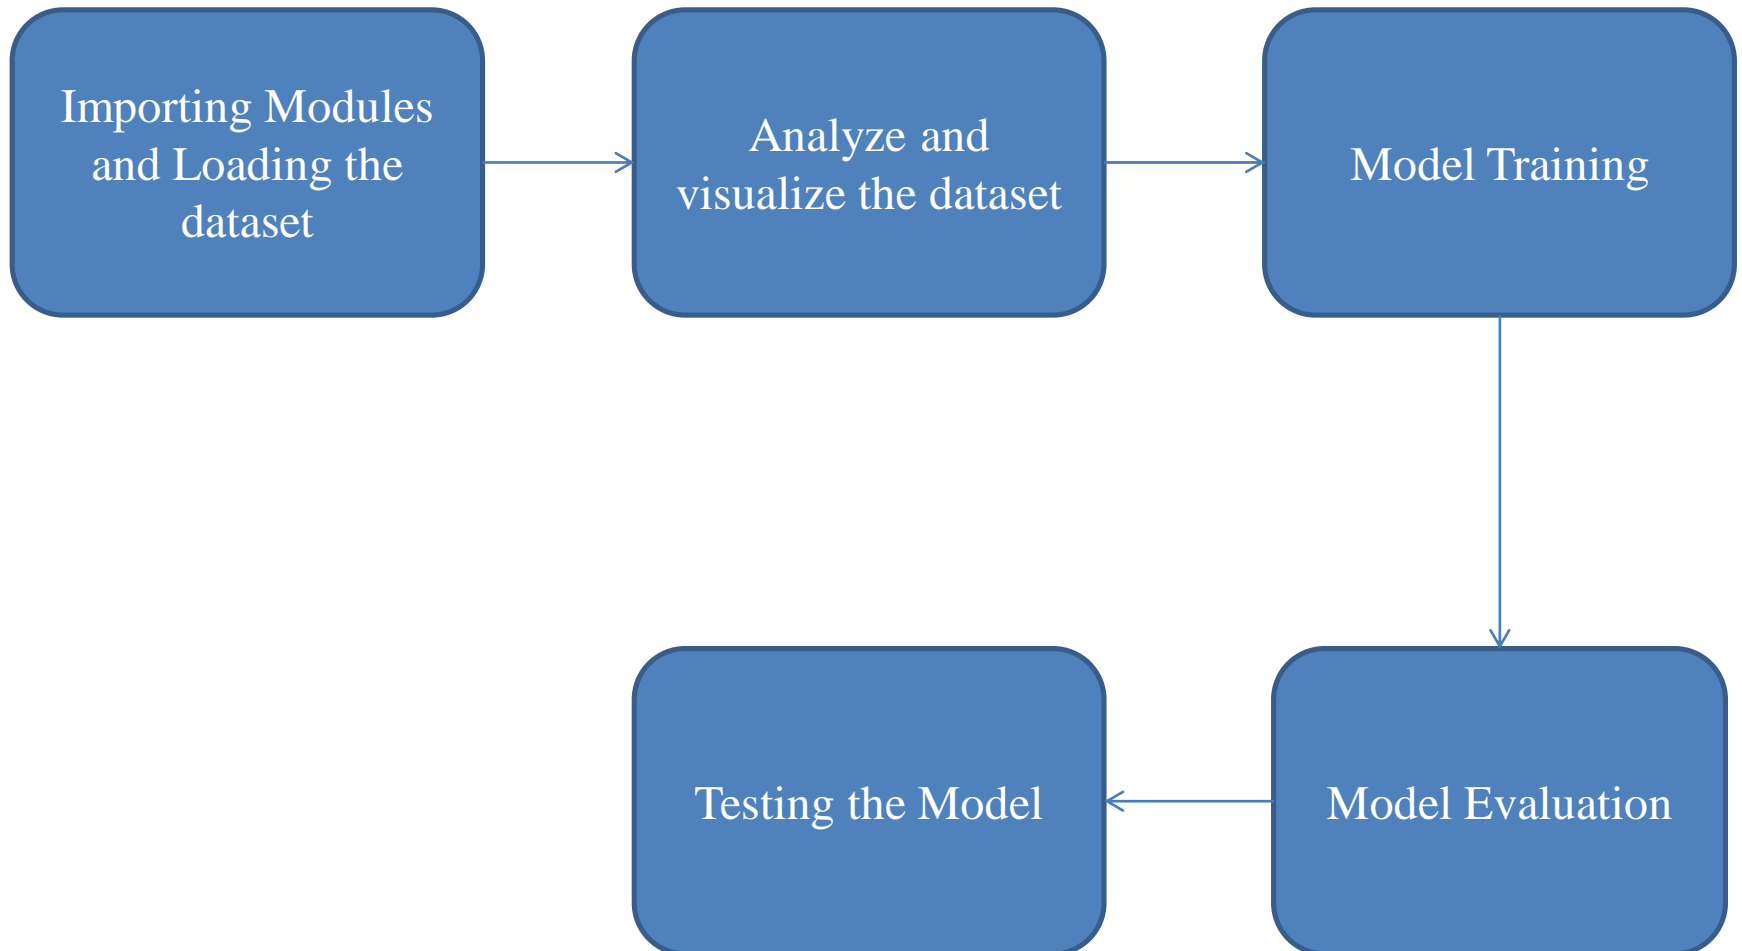 Importing Modules
and Loading the
dataset
Analyze and
visualize the dataset
Model Training
Testing the Model
Model Evaluation